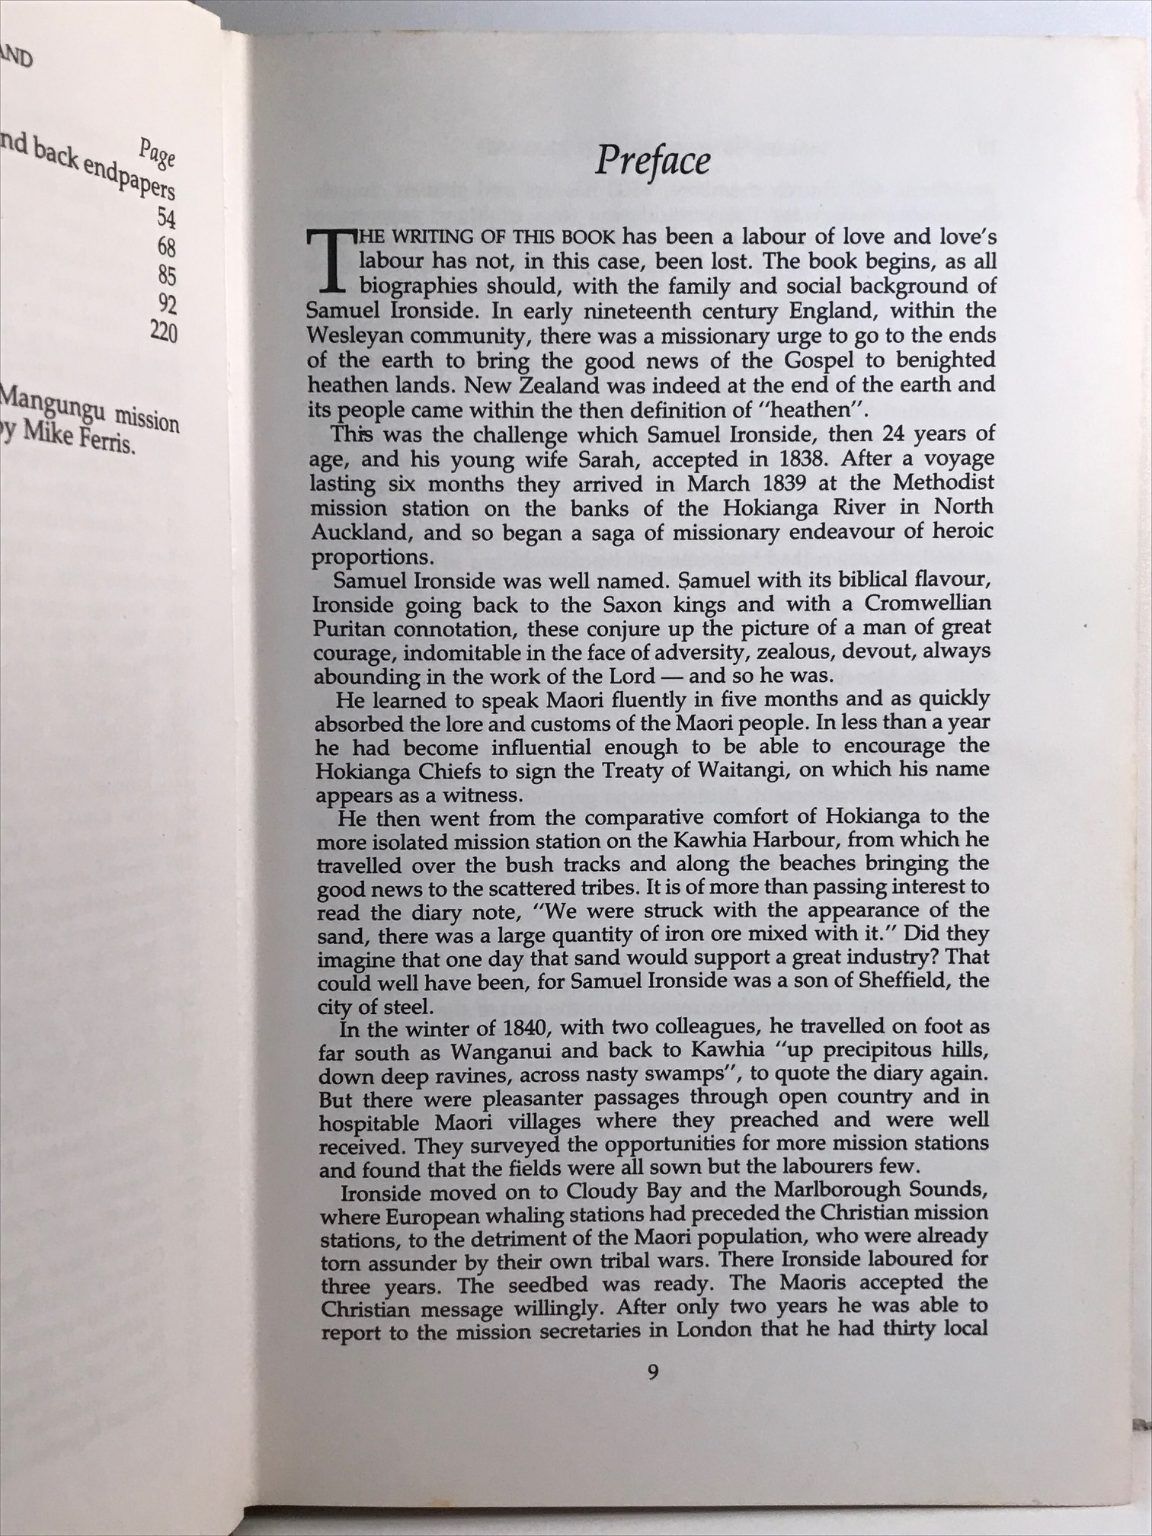 AND
Page
nd back endpapers
54
68
85
92
220
Mangungu mission
by Mike Ferris.
Preface
THE WRITING OF THIS BOOK has been a labour of love and love's
labour has not, in this case, been lost. The book begins, as all
biographies should, with the family and social background of
Samuel Ironside. In early nineteenth century England, within the
Wesleyan community, there was a missionary urge to go to the ends
of the earth to bring the good news of the Gospel to benighted
heathen lands. New Zealand was indeed at the end of the earth and
its people came within the then definition of "heathen".
This was the challenge which Samuel Ironside, then 24 years of
age, and his young wife Sarah, accepted in 1838. After a voyage
lasting six months they arrived in March 1839 at the Methodist
mission station on the banks of the Hokianga River in North
Auckland, and so began a saga of missionary endeavour of heroic
proportions.
Samuel Ironside was well named. Samuel with its biblical flavour,
Ironside going back to the Saxon kings and with a Cromwellian
Puritan connotation, these conjure up the picture of a man of great
courage, indomitable in the face of adversity, zealous, devout, always
abounding in the work of the Lord — and so he was.
He learned to speak Maori fluently in five months and as quickly
absorbed the lore and customs of the Maori people. In less than a year
he had become influential enough to be able to encourage the
Hokianga Chiefs to sign the Treaty of Waitangi, on which his name
appears as a witness.
He then went from the comparative comfort of Hokianga to the
more isolated mission station on the Kawhia Harbour, from which he
travelled over the bush tracks and along the beaches bringing the
good news to the scattered tribes. It is of more than passing interest to
read the diary note, "We were struck with the appearance of the
sand, there was a large quantity of iron ore mixed with it." Did they
imagine that one day that sand would support a great industry? That
could well have been, for Samuel Ironside was a son of Sheffield, the
city of steel.
In the winter of 1840, with two colleagues, he travelled on foot as
far south as Wanganui and back to Kawhia "up precipitous hills,
down deep ravines, across nasty swamps", to quote the diary again.
But there were pleasanter passages through open country and in
hospitable Maori villages where they preached and were well
received. They surveyed the opportunities for more mission stations
and found that the fields were all sown but the labourers few.
Ironside moved on to Cloudy Bay and the Marlborough Sounds,
where European whaling stations had preceded the Christian mission
stations, to the detriment of the Maori population, who were already
torn assunder by their own tribal wars. There Ironside laboured for
three years. The seedbed was ready. The Maoris accepted the
Christian message willingly. After only two years he was able to
report to the mission secretaries in London that he had thirty local
9